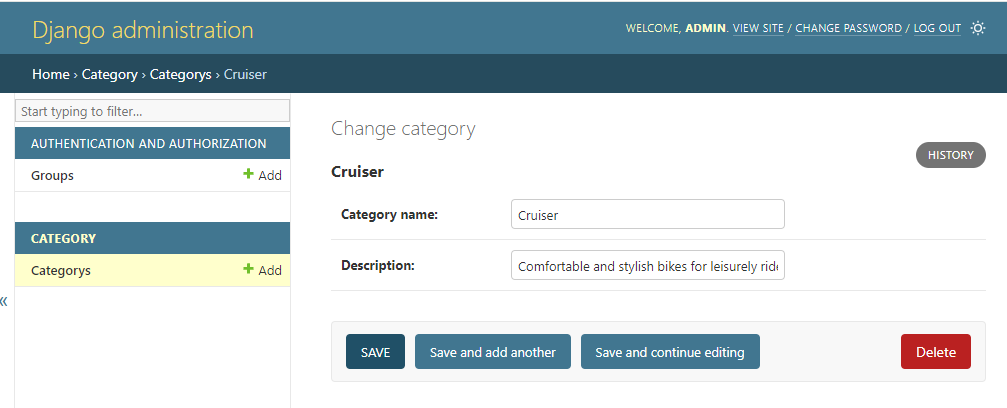 Django administration
WELCOME, ADMIN. VIEW SITE / CHANGE PASSWORD / LOG OUT
Home › Category › Categorys › Cruiser
Start typing to filter...
AUTHENTICATION AND AUTHORIZATION
Groups + Add
CATEGORY
Categorys + Add
«
Change category
HISTORY
Cruiser
Category name: Cruiser
Description: Comfortable and stylish bikes for leisurely ride
SAVE Save and add another Save and continue editing Delete